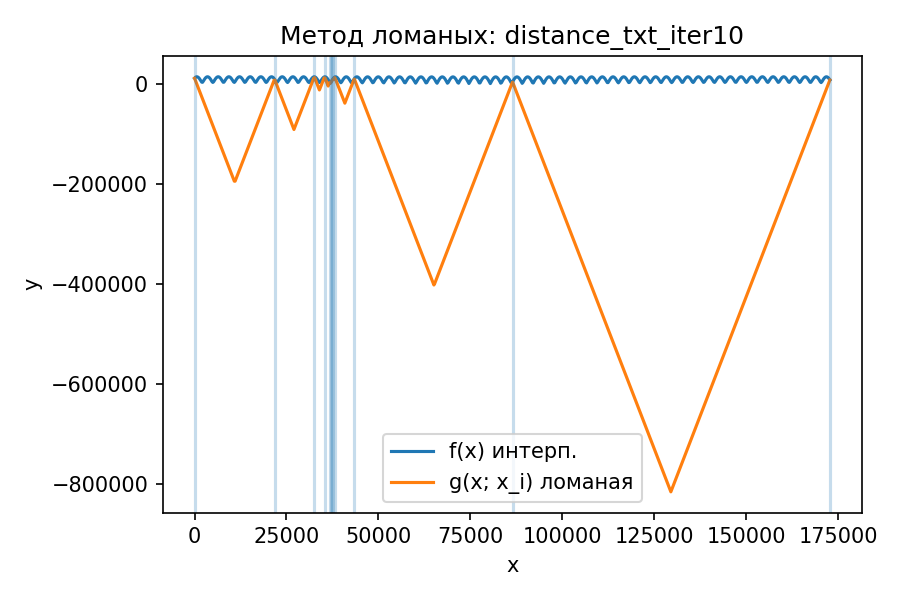 Метод ломаных: distance_txt_iter10
0
−200000
−400000
−600000
−800000
y
f(x) интерп.
g(x; x_i) ломаная
0
25000
50000
75000
100000
125000
150000
175000
x